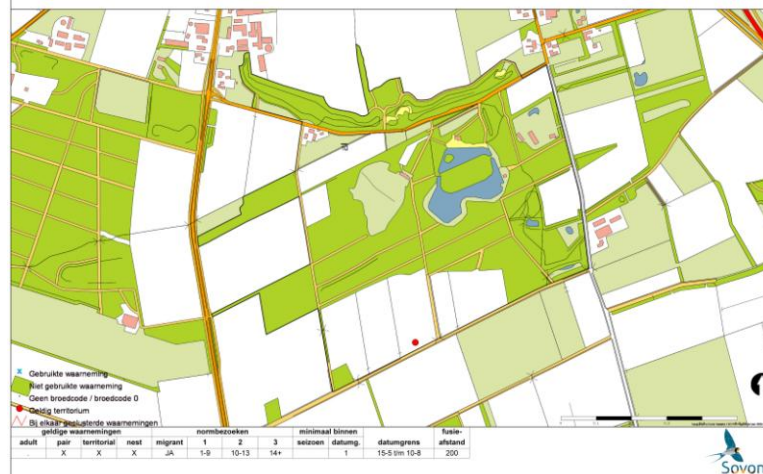 Gebruikte waarneming
Niet gebruikte waarneming
Geen broedcode / broedcode 0
Geldig territorium
Bij elkaar geplusterde waarnemingen
geldige waarnemingen normbezoeken minimaal binnen fusie-
adult pair territorial nest migrant 1 2 3 seizoen datumg. datumgrens afstand
. X X X JA 1-9 10-13 14+ 1 15-5 t/m 10-8 200
Sovon